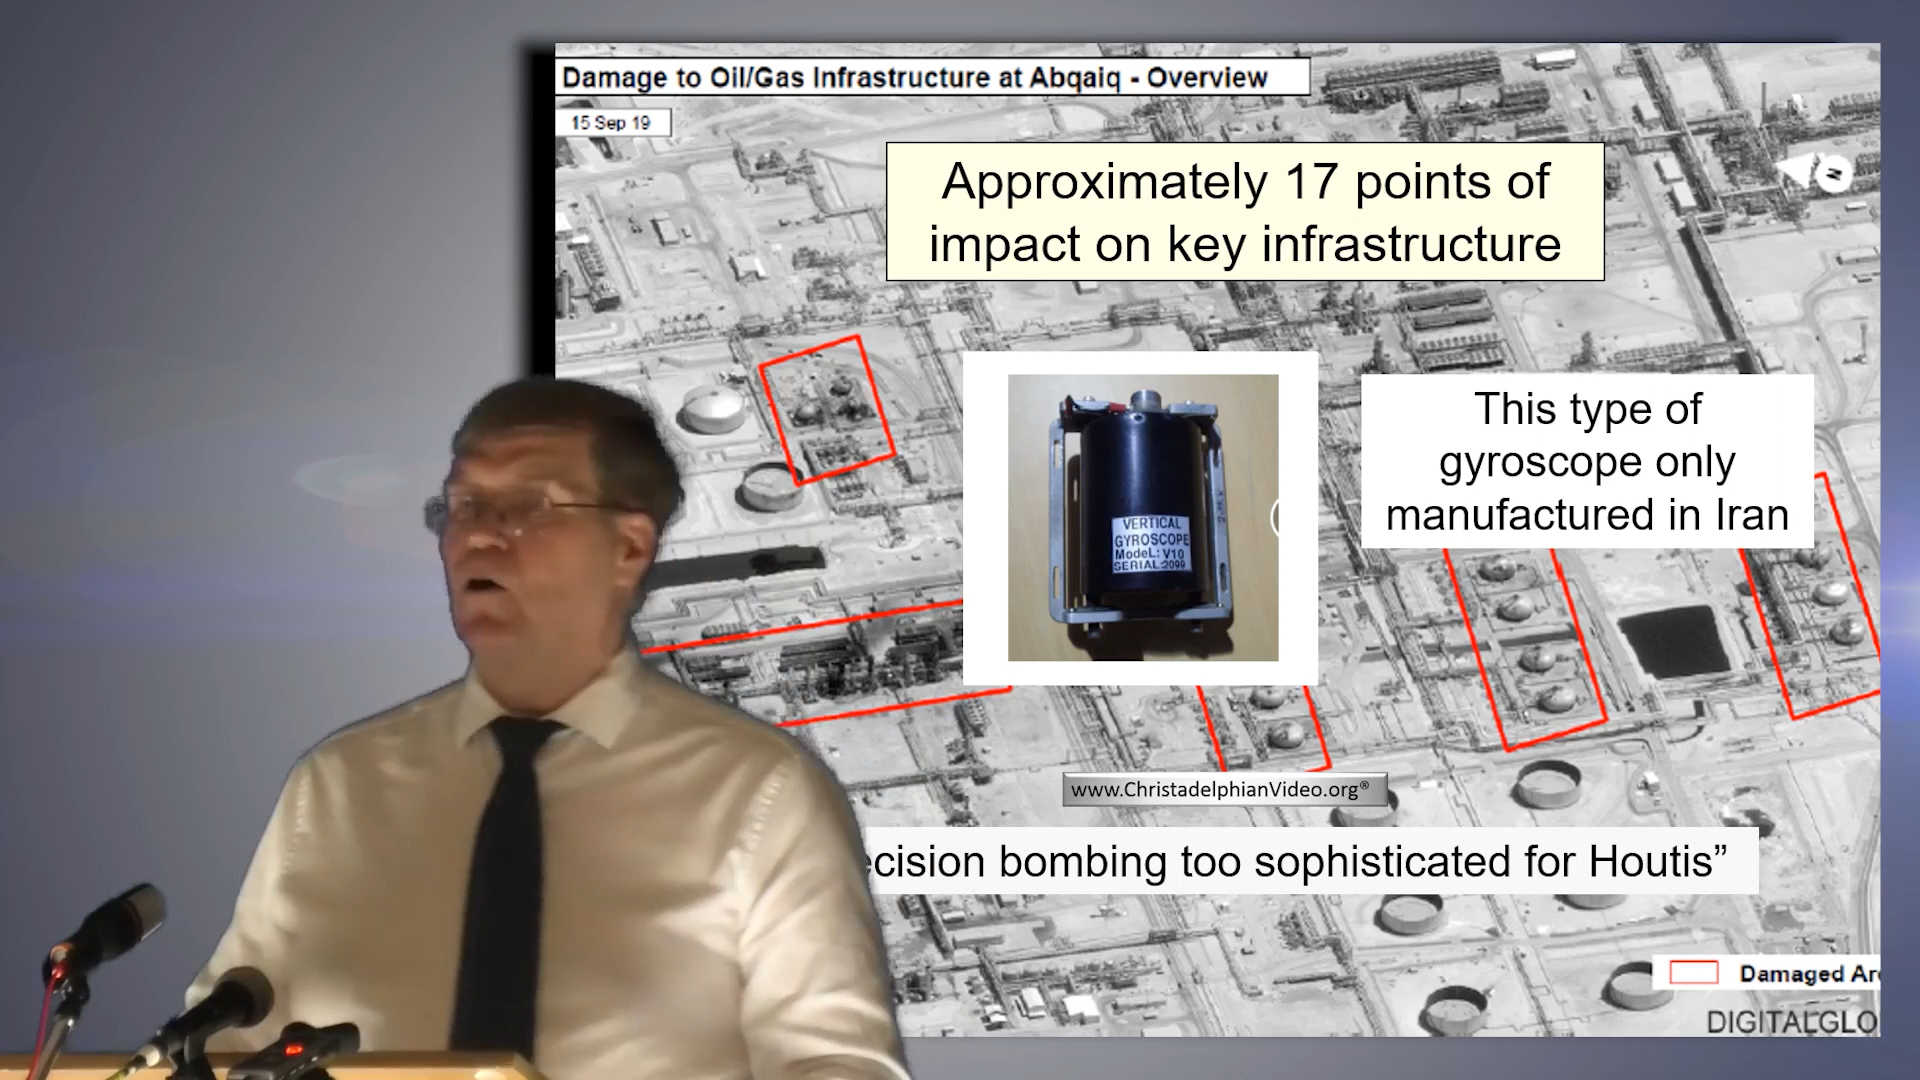 Damage to Oil/Gas Infrastructure at Abqaiq - Overview
15 Sep 19
Approximately 17 points of
impact on key infrastructure
N
This type of
gyroscope only
manufactured in Iran
VERTICAL
GYROSCOPE
ModeL: V10
SERIAL:2099
www.ChristadelphianVideo.org®
ecision bombing too sophisticated for Houtis”
Damaged Are
DIGITALGLO